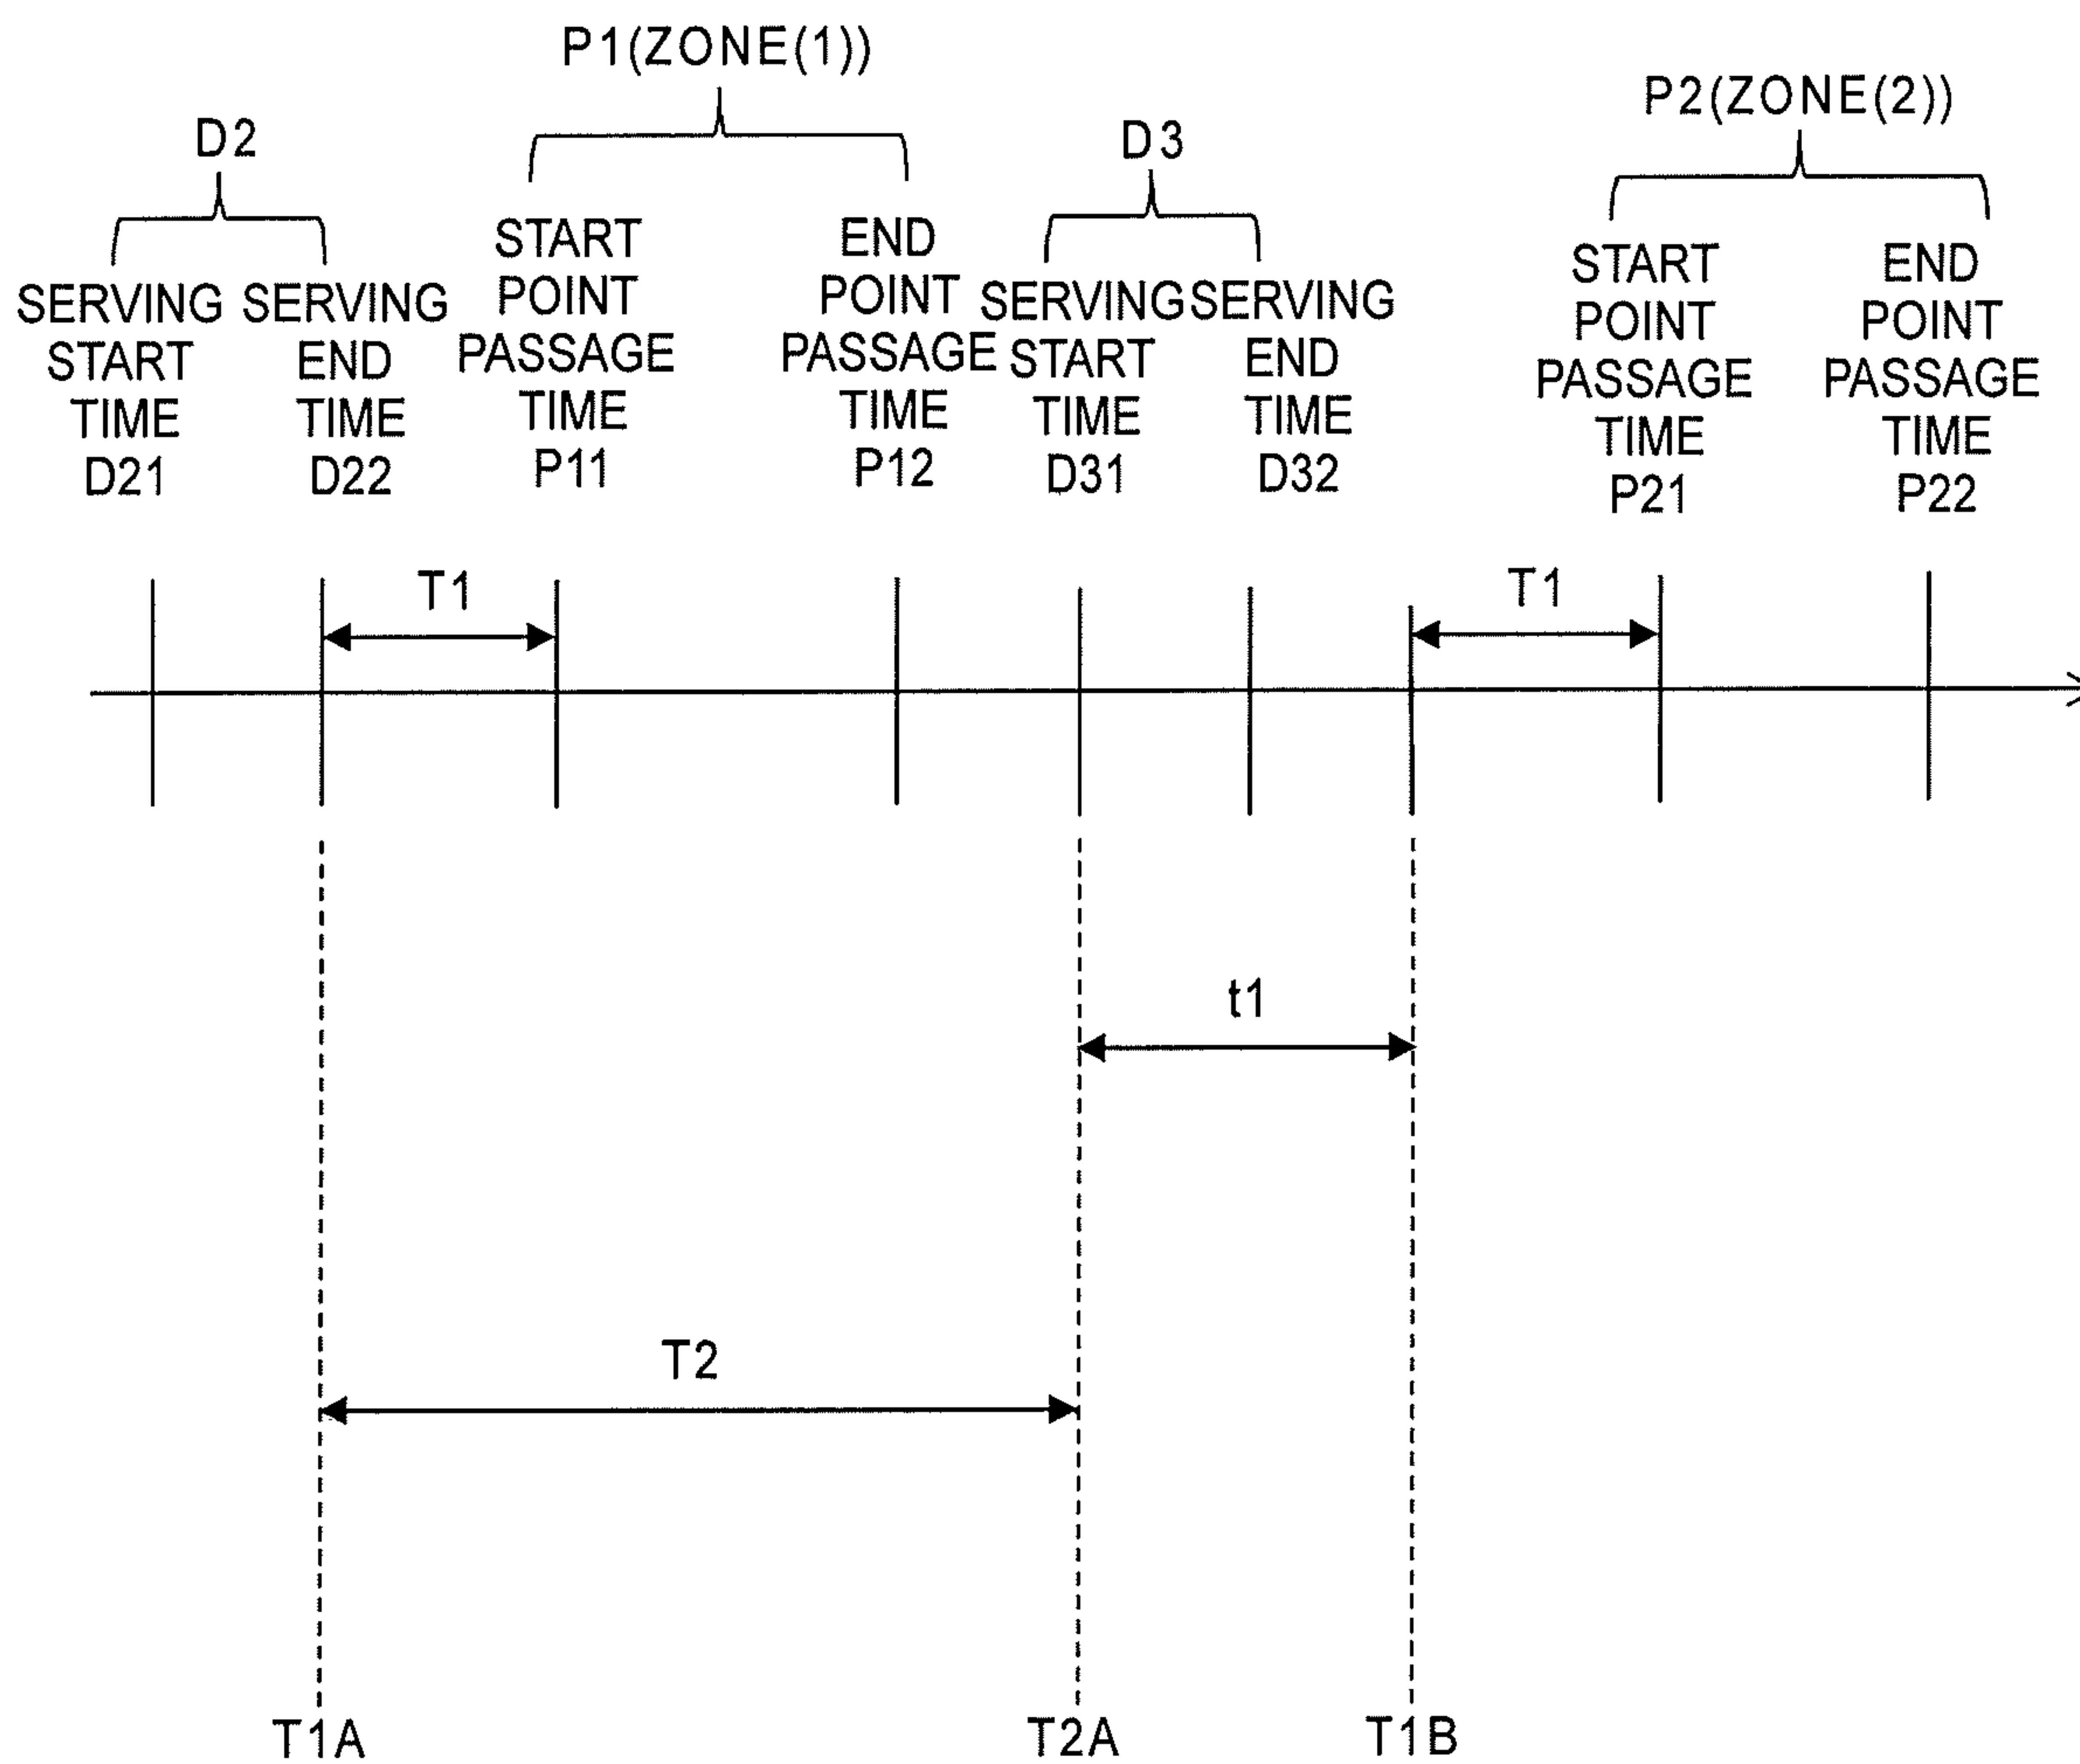 P1(ZONE(1))
P2(ZONE(2))
D2
D3
SERVING
START
TIME
D21
SERVING
END
TIME
D22
START
POINT
PASSAGE
TIME
P11
END
POINT
PASSAGE
TIME
P12
SERVING
START
TIME
D31
SERVING
END
TIME
D32
START
POINT
PASSAGE
TIME
P21
END
POINT
PASSAGE
TIME
P22
T1
T1
t1
T2
T1A
T2A
T1B